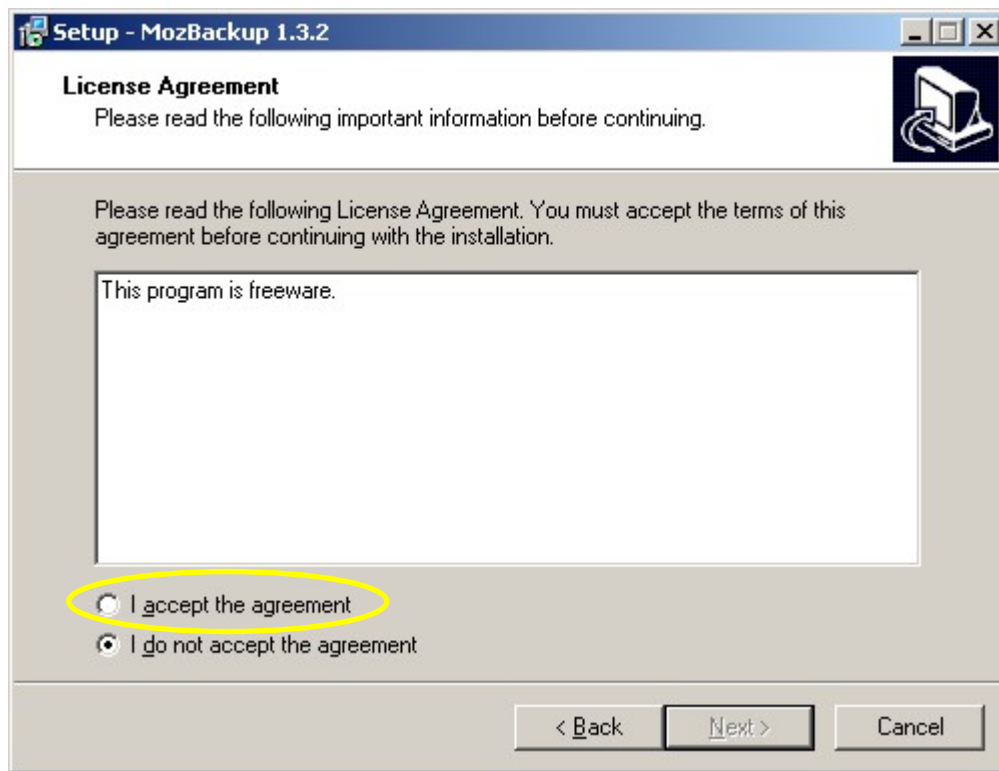 Setup - MozBackup 1.3.2
License Agreement
Please read the following important information before continuing.
Please read the following License Agreement. You must accept the terms of this
agreement before continuing with the installation.
This program is freeware.
I accept the agreement
I do not accept the agreement
< Back
Next >
Cancel